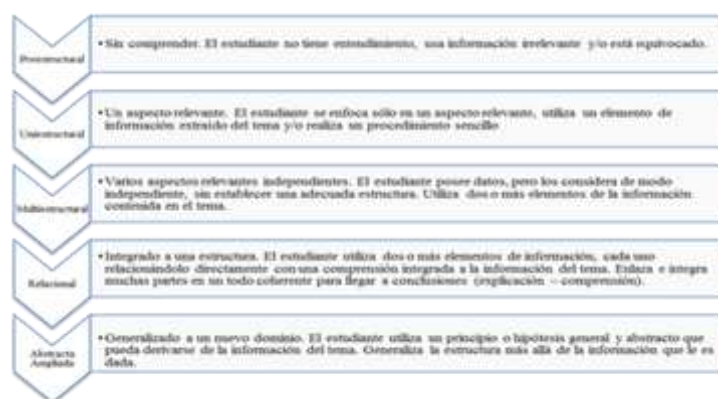 Preestructural
• Sin comprender. El estudiante no tiene entendimiento, usa información irrelevante y/o está equivocado.
Uniestructural
• Un aspecto relevante. El estudiante se enfoca sólo en un aspecto relevante, utiliza un elemento de
información extraído del tema y/o realiza un procedimiento sencillo
Multiestructural
• Varios aspectos relevantes independientes. El estudiante posee datos, pero los considera de modo
independiente, sin establecer una adecuada estructura. Utiliza dos o más elementos de la información
contenida en el tema.
Relacional
• Integrado a una estructura. El estudiante utiliza dos o más elementos de información, cada uno
relacionándolo directamente con una comprensión integrada a la información del tema. Enlaza e integra
muchas partes en un todo coherente para llegar a conclusiones (explicación – comprensión).
Abstracta
Ampliada
• Generalizado a un nuevo dominio. El estudiante utiliza un principio o hipótesis general y abstracto que
pueda derivarse de la información del tema. Generaliza la estructura más allá de la información que le es
dada.